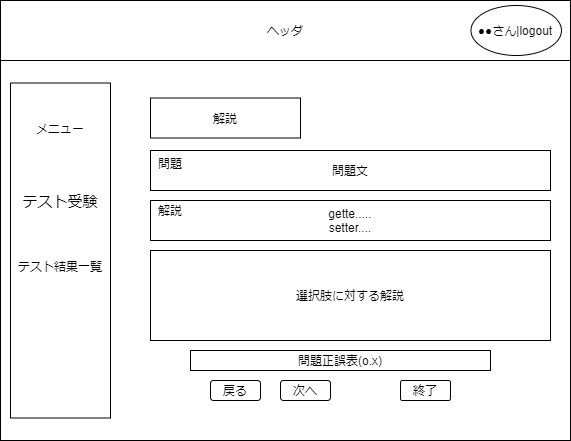 ヘッダ
●●さん|logout
メニュー
テスト受験
テスト結果一覧
解説
問題
問題文
解説
gette.....
setter....
選択肢に対する解説
問題正誤表(o.x)
戻る
次へ
終了